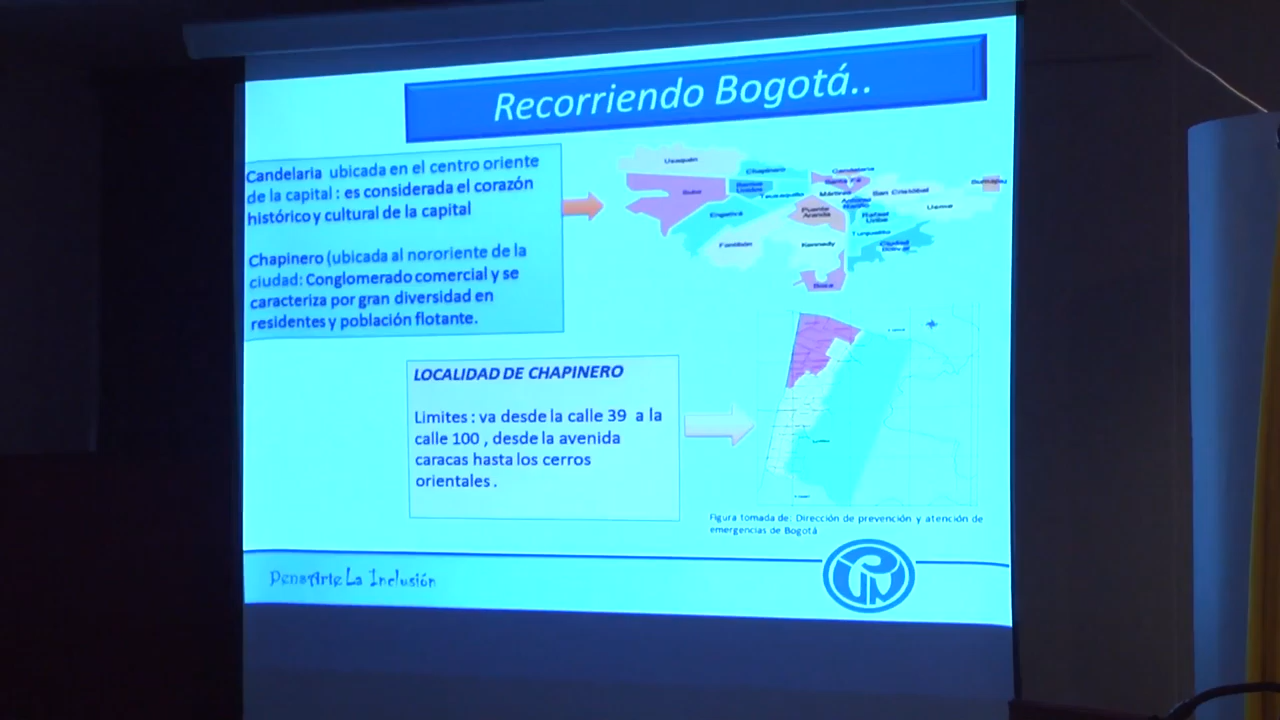 Recorriendo Bogotá..
Candelaria ubicada en el centro oriente
de la capital : es considerada el corazón
histórico y cultural de la capital
Chapinero (ubicada al nororiente de la
ciudad: Conglomerado comercial y se
caracteriza por gran diversidad en
residentes y población flotante.
Usaquén
Chapinero
Candelaria
Santa Fé
Suba
Barrios
Unidos
Teusaquillo
Mártires
San Cristóbal
Sumapaz
Antonio
Nariño
Usme
Engativá
Puente
Aranda
Rafael
Uribe
Tunjuelito
Fontibón
Kennedy
Ciudad
Bolívar
Bosa
LOCALIDAD DE CHAPINERO
Limites : va desde la calle 39 a la
calle 100 , desde la avenida
caracas hasta los cerros
orientales .
Figura tomada de: Dirección de prevención y atención de
emergencias de Bogotá
PensArte La Inclusión